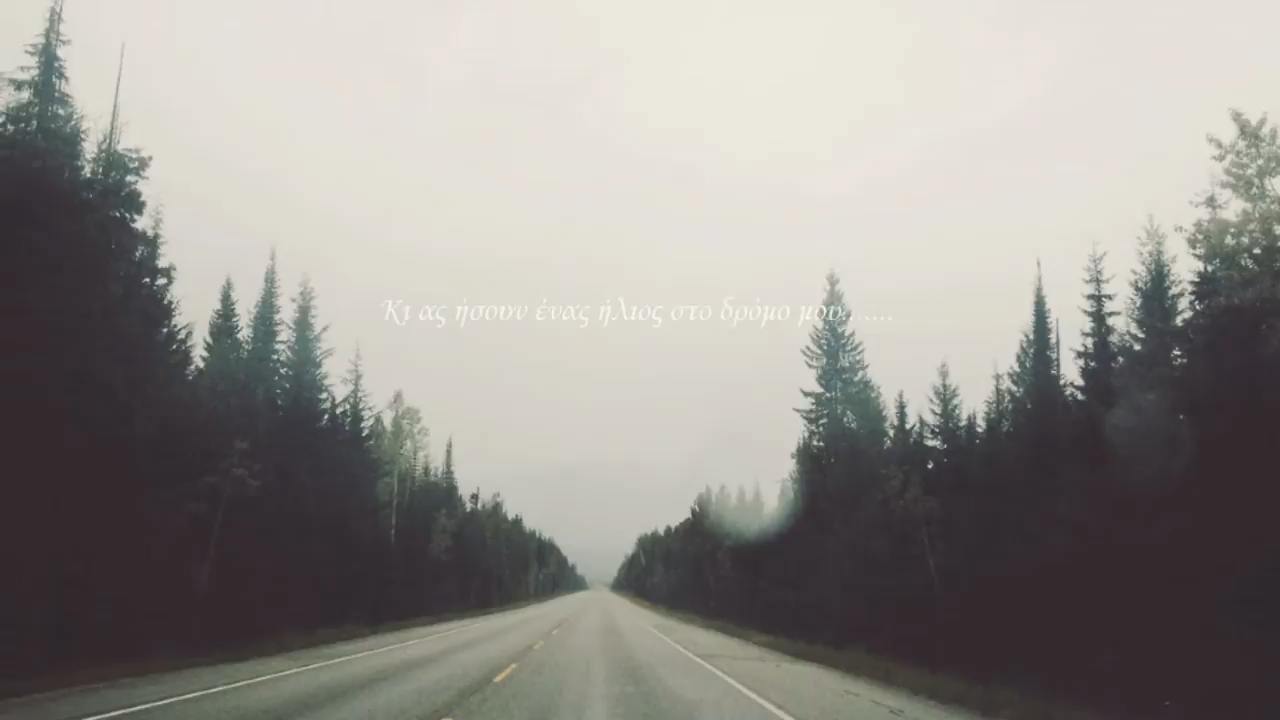 Κι ας ήσουν ένας ήλιος στο δρόμο μου.......